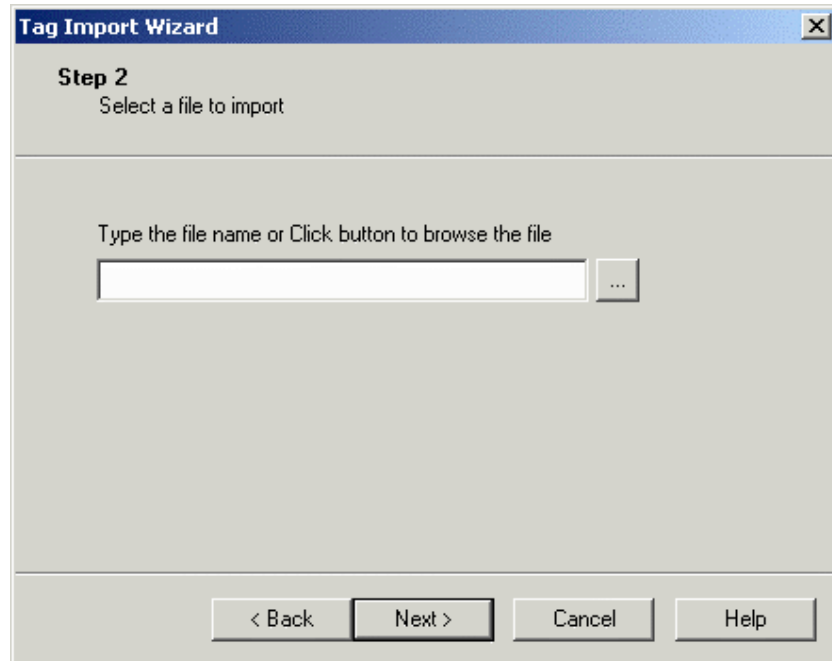 Tag Import Wizard
Step 2
Select a file to import
Type the file name or Click button to browse the file
...
< Back Next > Cancel Help